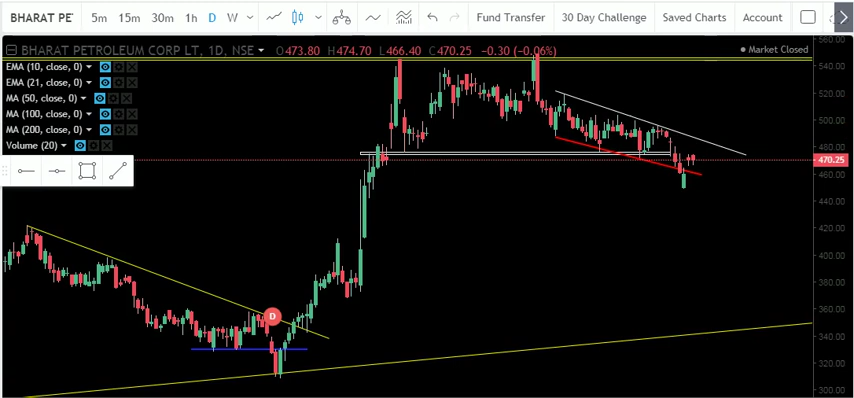 BHARAT PE 5m 15m 30m 1h D W Fund Transfer 30 Day Challenge Saved Charts Account
BHARAT PETROLEUM CORP LT, 1D, NSE O473.80 H474.70 L466.40 C470.25 -0.30 (-0.06%) Market Closed
EMA (10, close, 0)
EMA (21, close, 0)
MA (50, close, 0)
MA (100, close, 0)
MA (200, close, 0)
Volume (20)
D
560.00
540.00
520.00
500.00
480.00
470.25
460.00
440.00
420.00
400.00
380.00
360.00
340.00
320.00
300.00